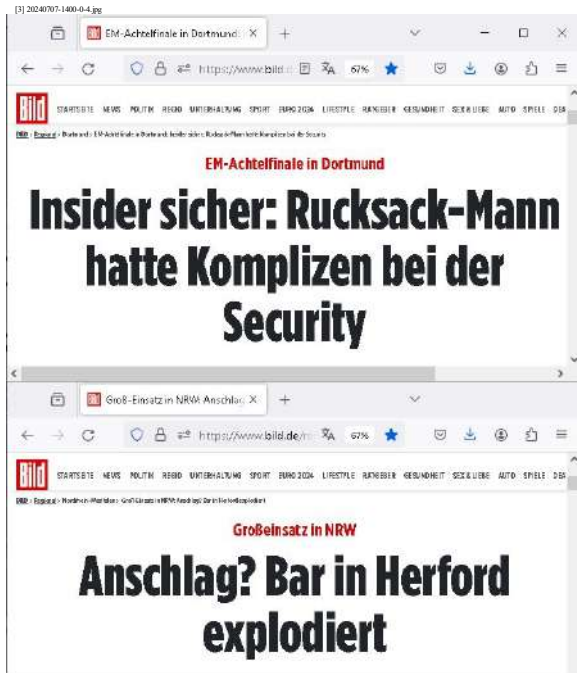 [3] 20240707-1400-0-4.jpg
EM-Achtelfinale in Dortmund:
https://www.bild.
67%
Bild
STARTSEITE NEWS POLITIK REGIO UNTERHALTUNG SPORT EURO 2024 LIFESTYLE RATGEBER GESUNDHEIT SEX & LIEBE AUTO SPIELE
EM-Achtelfinale in Dortmund
Insider sicher: Rucksack-Mann
hatte Komplizen bei der
Security
Groß-Einsatz in NRW: Anschlag
https://www.bild.de/
67%
Bild
STARTSEITE NEWS POLITIK REGIO UNTERHALTUNG SPORT EURO 2024 LIFESTYLE RATGEBER GESUNDHEIT SEX & LIEBE AUTO SPIELE
Großeinsatz in NRW
Anschlag? Bar in Herford
explodiert